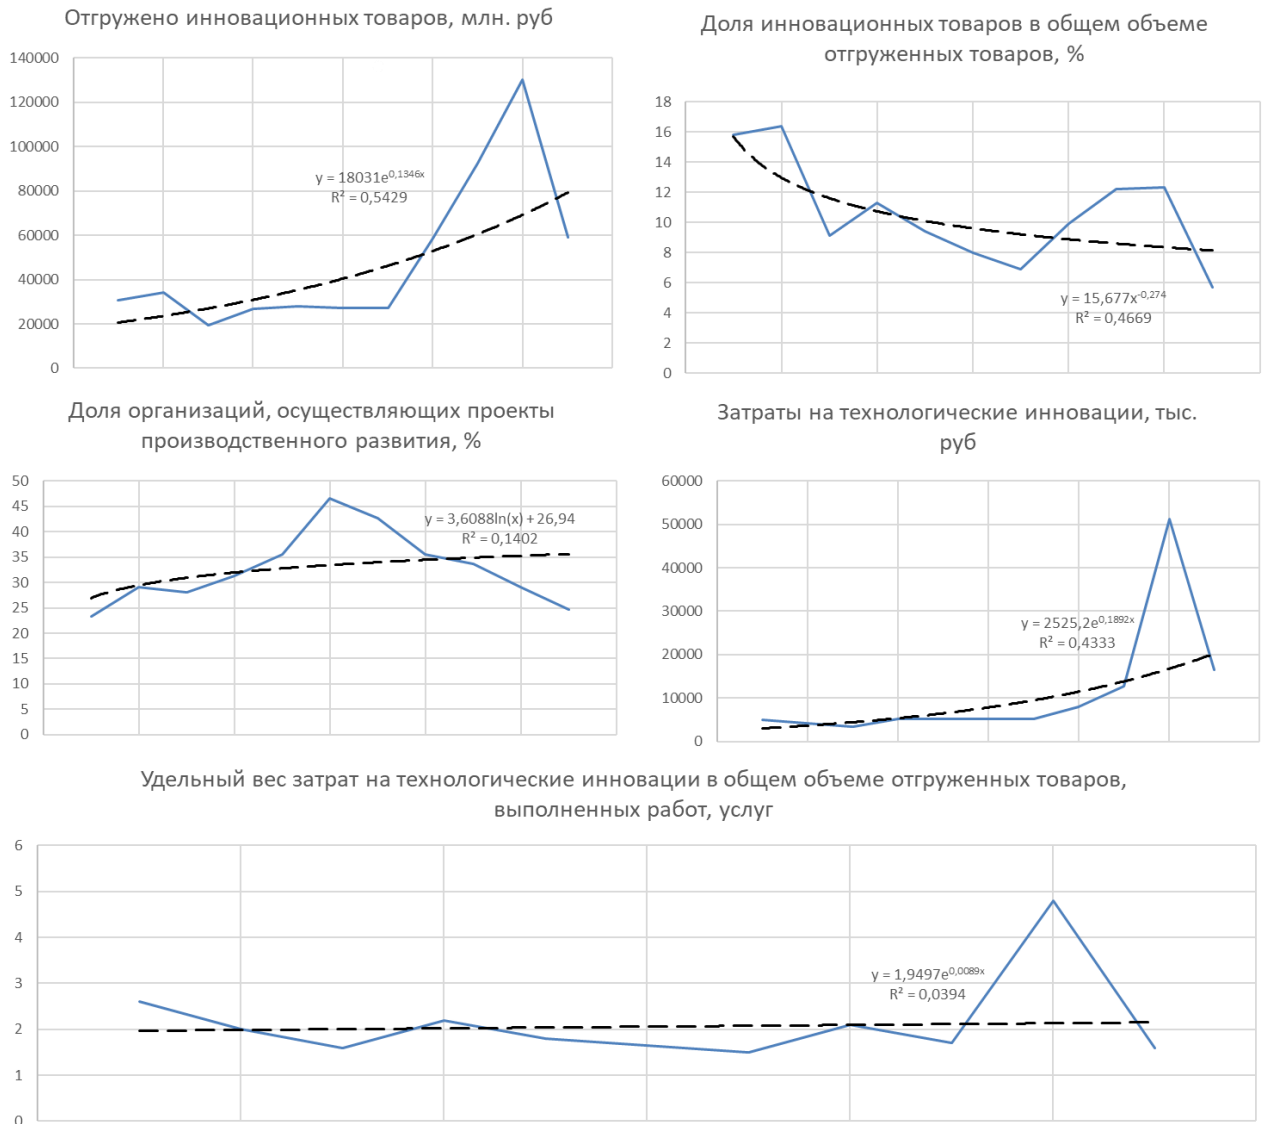 Отгружено инновационных товаров, млн. руб
140000
120000
100000
80000
60000
40000
20000
0
y = 18031e^0,1346x
R² = 0,5429
Доля инновационных товаров в общем объеме
отгруженных товаров, %
18
16
14
12
10
8
6
4
2
0
y = 15,677x^-0,274
R² = 0,4669
Доля организаций, осуществляющих проекты
производственного развития, %
50
45
40
35
30
25
20
15
10
5
0
y = 3,6088ln(x) + 26,94
R² = 0,1402
Затраты на технологические инновации, тыс.
руб
60000
50000
40000
30000
20000
10000
0
y = 2525,2e^0,1892x
R² = 0,4333
Удельный вес затрат на технологические инновации в общем объеме отгруженных товаров,
выполненных работ, услуг
6
5
4
3
2
1
0
y = 1,9497e^0,0089x
R² = 0,0394